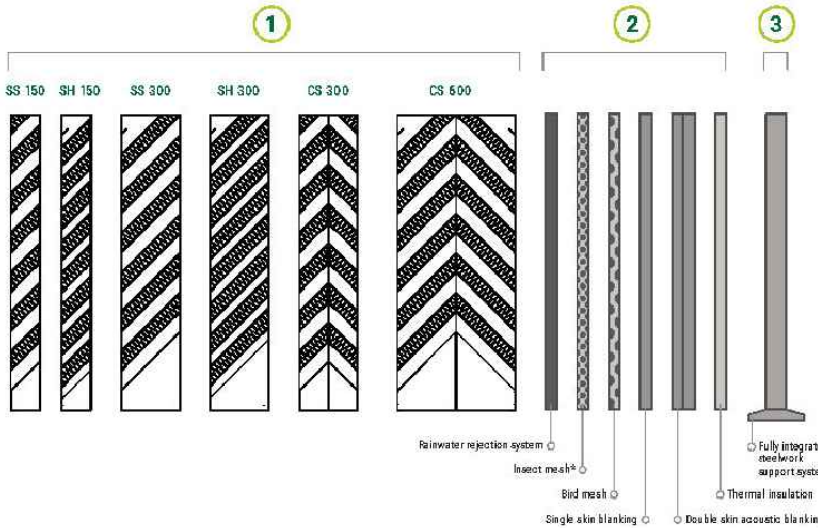 1
2
3
SS 150
SH 150
SS 300
SH 300
CS 300
CS 600
Rainwater rejection system
Insect mesh*
Bird mesh
Single skin blanking
Double skin acoustic blankin
Thermal insulation
Fully integrat
steelwork
support syste